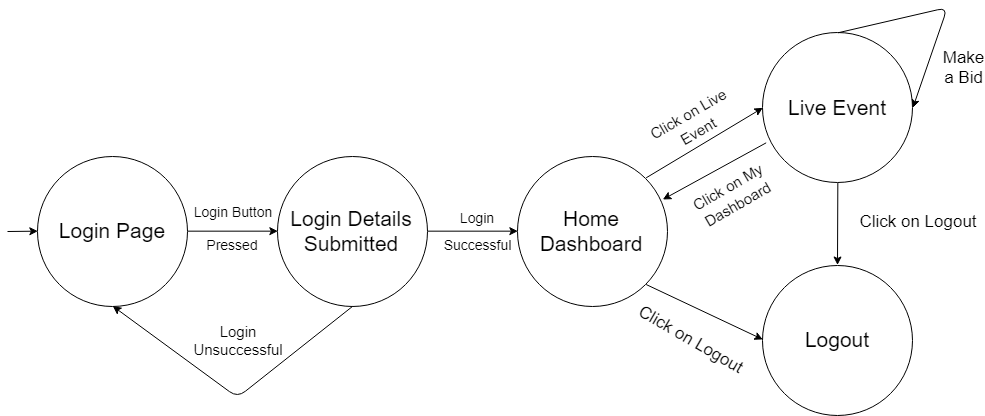 Login Page
Login Button
Pressed
Login Details
Submitted
Login
Successful
Login
Unsuccessful
Home
Dashboard
Click on Live
Event
Click on My
Dashboard
Live Event
Make
a Bid
Click on Logout
Click on Logout
Logout